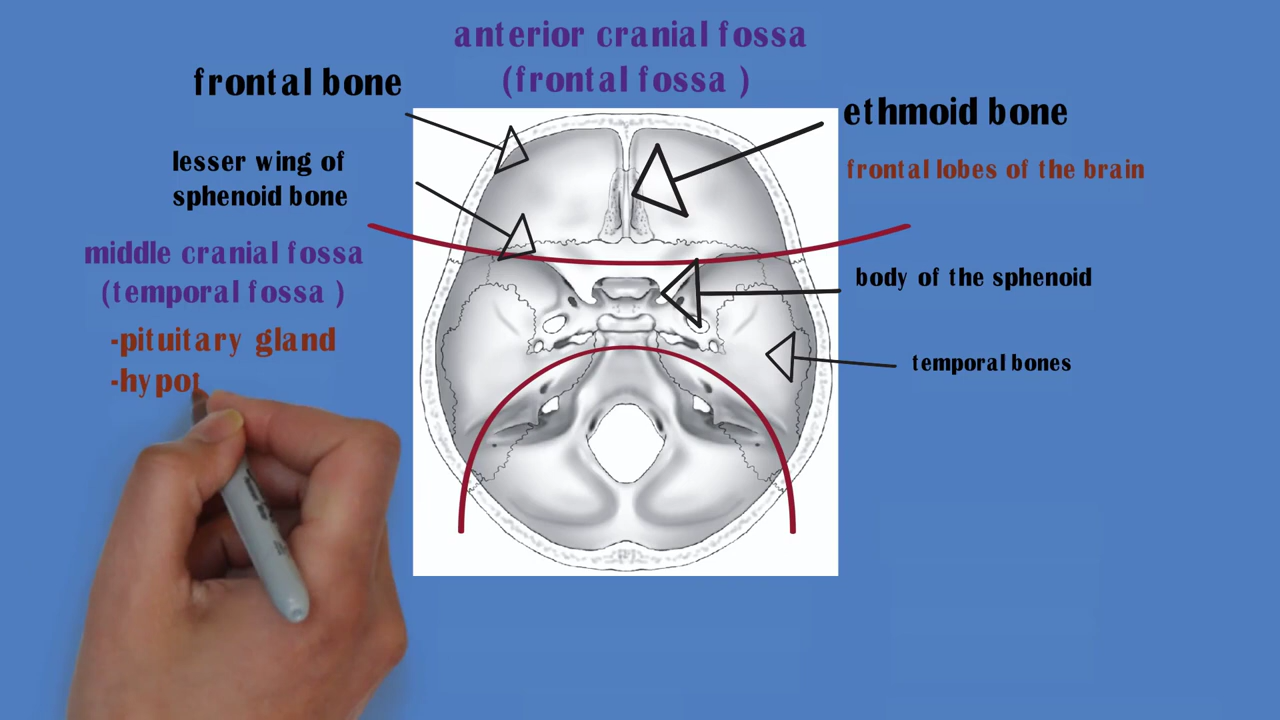 anterior cranial fossa
(frontal fossa )
frontal bone
ethmoid bone
lesser wing of
sphenoid bone
frontal lobes of the brain
middle cranial fossa
(temporal fossa )
body of the sphenoid
-pituitary gland
temporal bones
-hypot